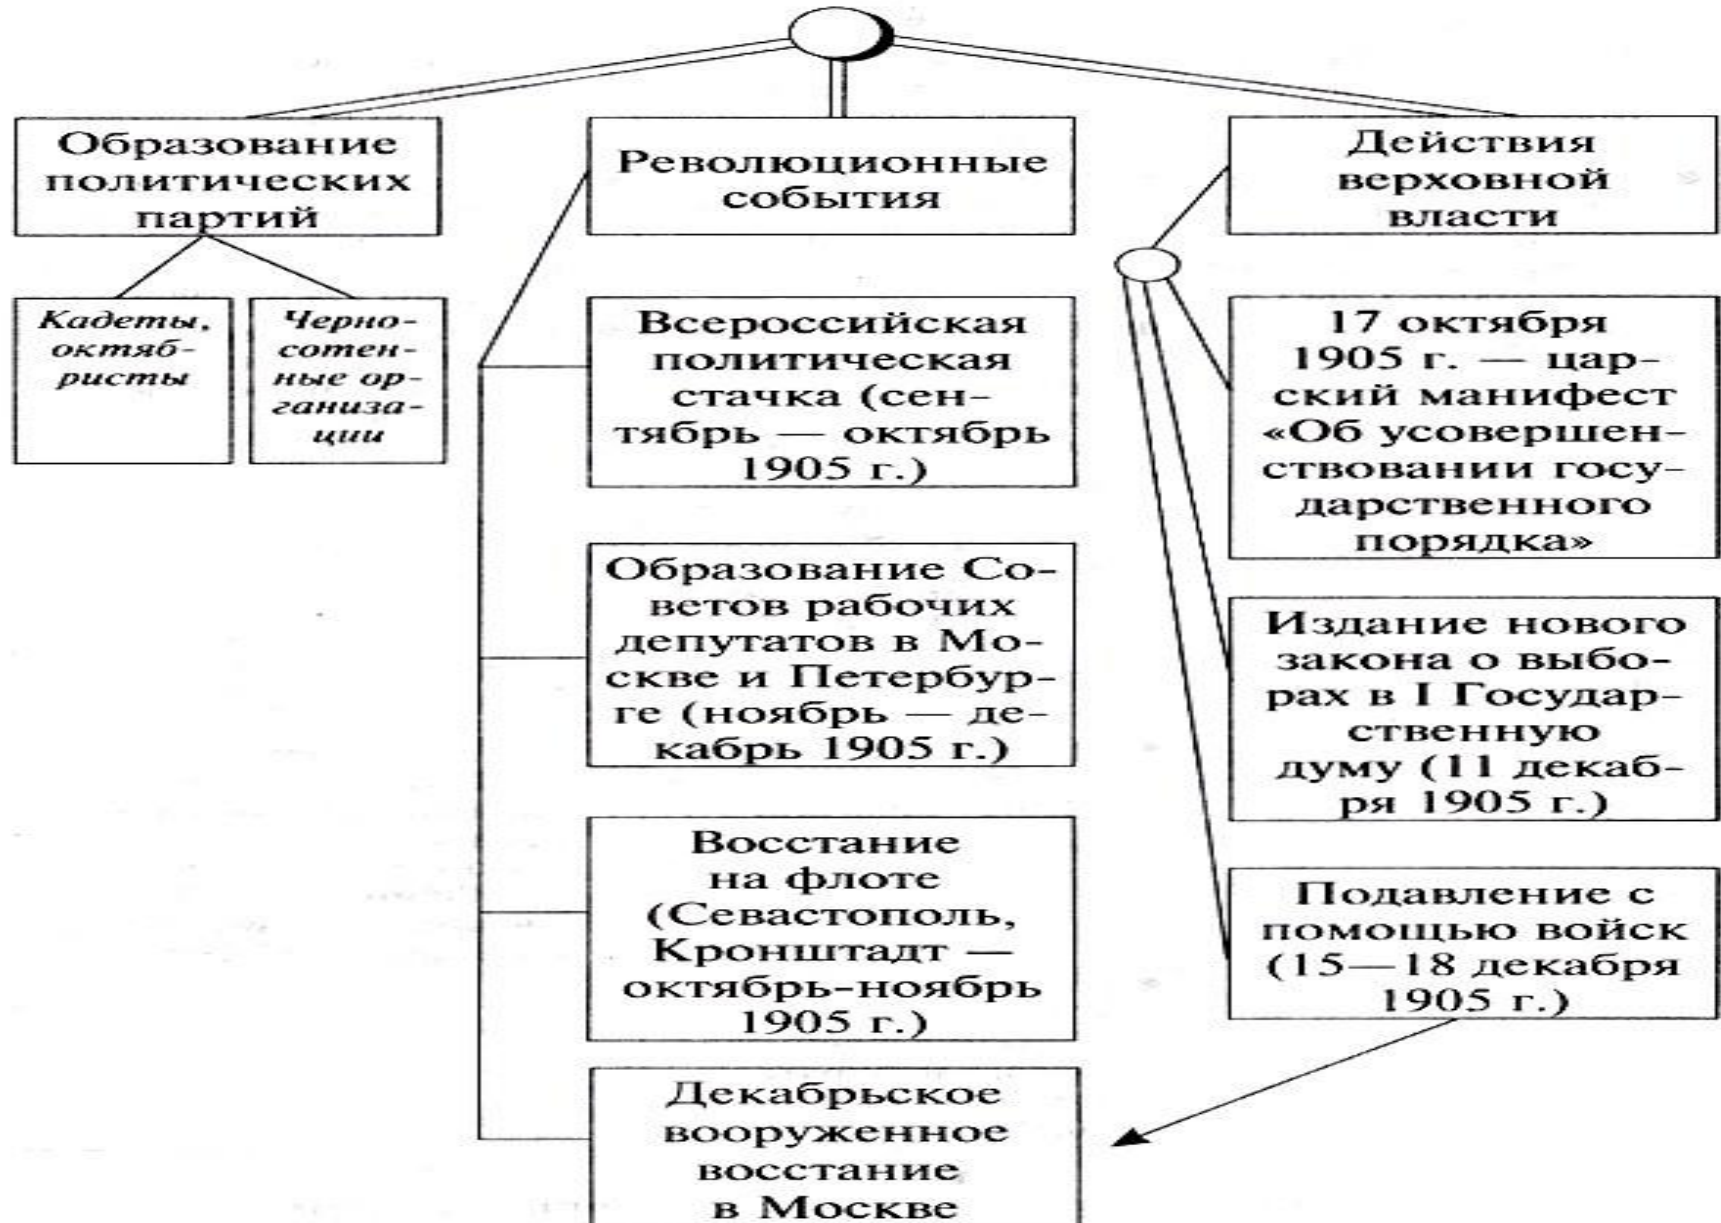 Образование
политических
партий
Революционные
события
Действия
верховной
власти
Кадеты,
октяб-
ристы
Черно-
сотен-
ные ор-
ганиза-
ции
Всероссийская
политическая
стачка (сен-
тябрь — октябрь
1905 г.)
Образование Со-
ветов рабочих
депутатов в Мо-
скве и Петербур-
ге (ноябрь — де-
кабрь 1905 г.)
Восстание
на флоте
(Севастополь,
Кронштадт —
октябрь-ноябрь
1905 г.)
Декабрьское
вооруженное
восстание
в Москве
17 октября
1905 г. — цар-
ский манифест
«Об усовершен-
ствовании госу-
дарственного
порядка»
Издание нового
закона о выбо-
рах в I Государ-
ственную
думу (11 декаб-
ря 1905 г.)
Подавление с
помощью войск
(15—18 декабря
1905 г.)